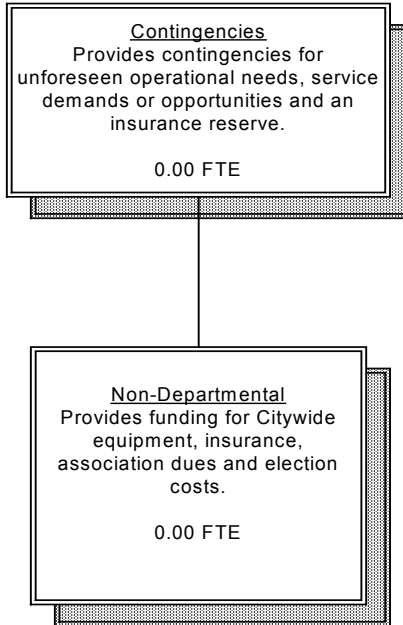 Contingencies
Provides contingencies for
unforeseen operational needs, service
demands or opportunities and an
insurance reserve.
0.00 FTE
Non-Departmental
Provides funding for Citywide
equipment, insurance,
association dues and election
costs.
0.00 FTE